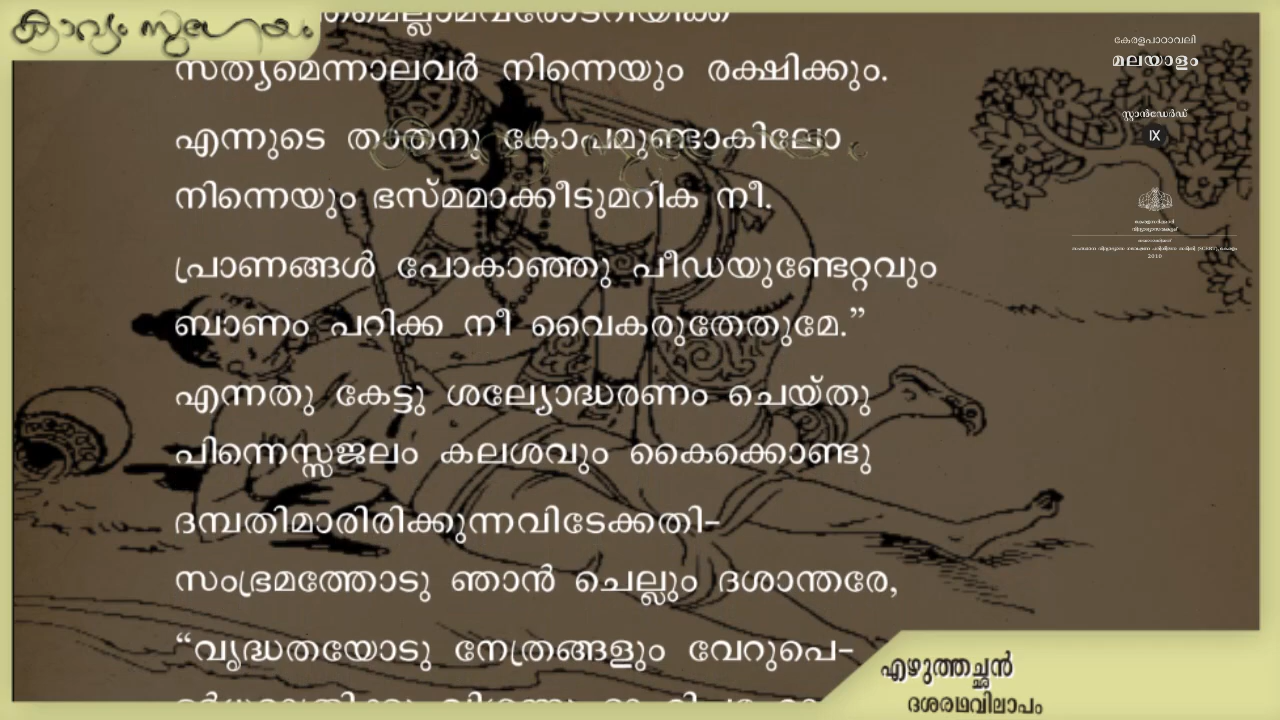 കാവ്യം സുഗേയം
സത്യമെന്നാലവർ നിന്നെയും രക്ഷിക്കും.
എന്നുടെ താതനു കോപമുണ്ടാകിലോ
നിന്നെയും ഭസ്മമാക്കീടുമറിക നീ.
പ്രാണങ്ങൾ പോകാഞ്ഞു പീഡയുണ്ടേറ്റവും
ബാണം പറിക്ക നീ വൈകരുതേതുമേ.”
എന്നതു കേട്ടു ശല്യോദ്ധരണം ചെയ്തു
പിന്നെസ്സജലം കലശവും കൈക്കൊണ്ടു
ദമ്പതിമാരിരിക്കുന്നവിടേക്കതി-
സംഭ്രമത്തോടു ഞാൻ ചെല്ലും ദശാന്തരേ,
“വൃദ്ധതയോടു നേത്രങ്ങളും വേറുപെ-
കേരളപാഠാവലി
മലയാളം
സ്റ്റാൻഡേർഡ്
IX
2010
എഴുത്തച്ഛൻ
ദശരഥവിലാപം